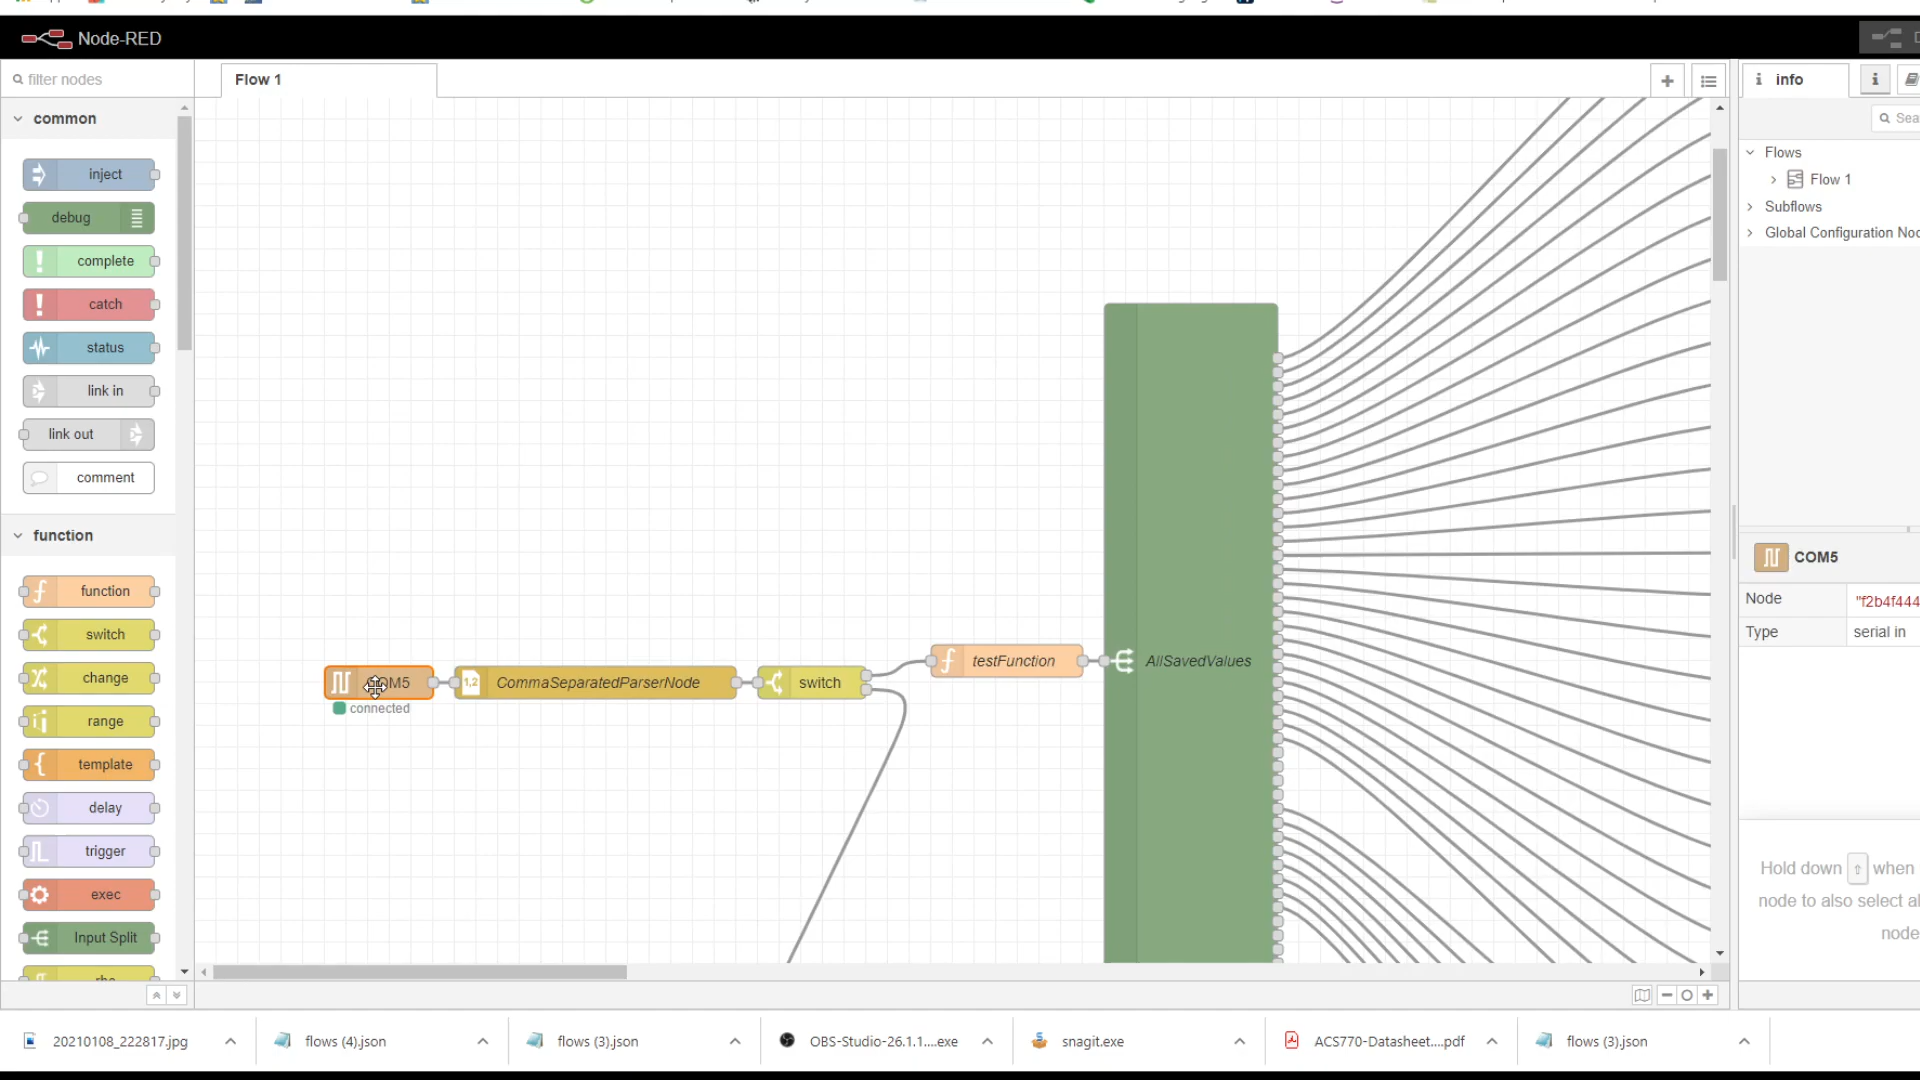 Node-RED
filter nodes
Flow 1
info
Sea
common
inject
debug
complete
catch
status
link in
link out
comment
function
function
switch
change
range
template
delay
trigger
exec
Input Split
COM5
connected
1,2
CommaSeparatedParserNode
switch
testFunction
AllSavedValues
Flows
Flow 1
Subflows
Global Configuration Noc
COM5
Node "f2b4f444
Type serial in
Hold down ⇧ when
node to also select al
node
20210108_222817.jpg
flows (4).json
flows (3).json
OBS-Studio-26.1.1....exe
snagit.exe
ACS770-Datasheet....pdf
flows (3).json